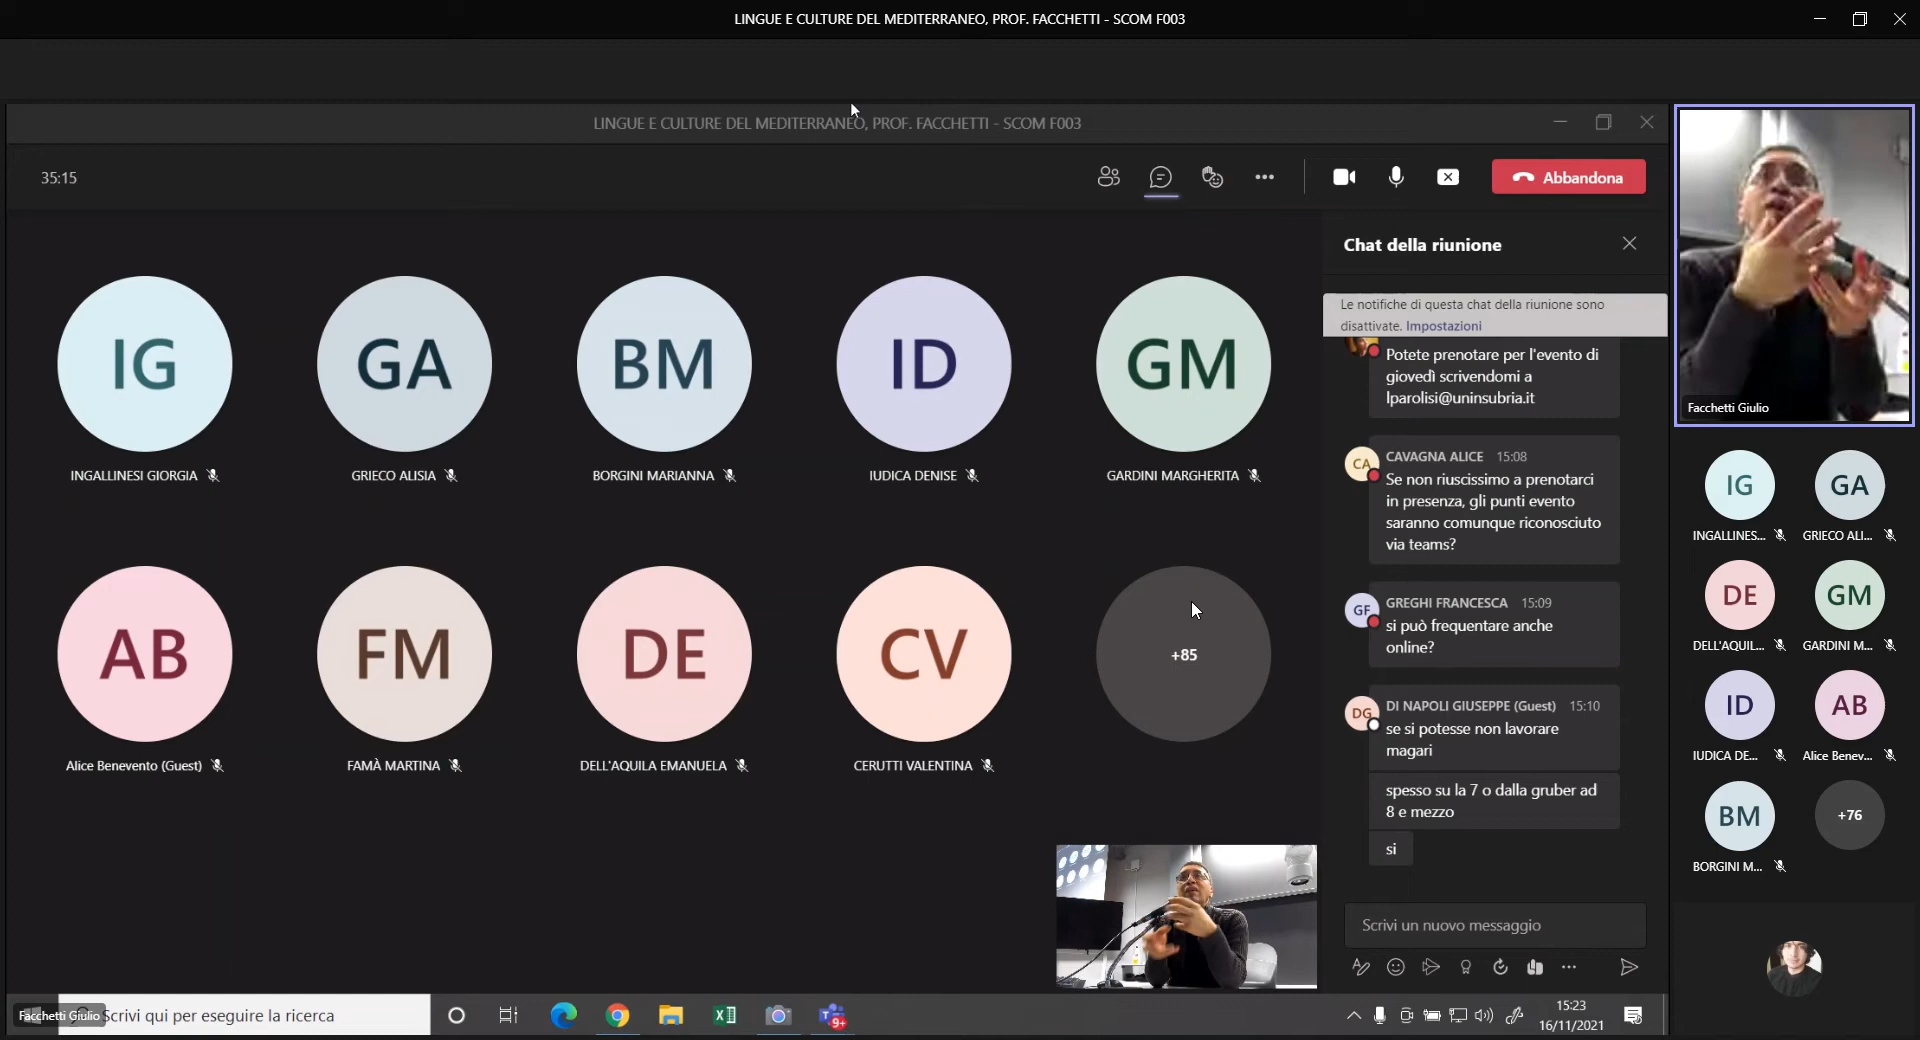 LINGUE E CULTURE DEL MEDITERRANEO, PROF. FACCHETTI - SCOM F003
LINGUE E CULTURE DEL MEDITERRANEO, PROF. FACCHETTI - SCOM F003
35:15
Abbandona
IG
INGALLINESI GIORGIA
GA
GRIECO ALISIA
BM
BORGINI MARIANNA
ID
IUDICA DENISE
GM
GARDINI MARGHERITA
AB
Alice Benevento (Guest)
FM
FAMÀ MARTINA
DE
DELL'AQUILA EMANUELA
CV
CERUTTI VALENTINA
+85
Chat della riunione
Le notifiche di questa chat della riunione sono
disattivate. Impostazioni
Potete prenotare per l'evento di
giovedì scrivendomi a
lparolisi@uninsubria.it
CA
CAVAGNA ALICE 15:08
Se non riuscissimo a prenotarci
in presenza, gli punti evento
saranno comunque riconosciuto
via teams?
GF
GREGHI FRANCESCA 15:09
si può frequentare anche
online?
DG
DI NAPOLI GIUSEPPE (Guest) 15:10
se si potesse non lavorare
magari
spesso su la 7 o dalla gruber ad
8 e mezzo
si
Scrivi un nuovo messaggio
Facchetti Giulio
IG
INGALLINES...
GA
GRIECO ALI...
DE
DELL'AQUIL...
GM
GARDINI M...
ID
IUDICA DE...
AB
Alice Benev...
BM
BORGINI M...
+76
Facchetti Giulio
Scrivi qui per eseguire la ricerca
9+
15:23
16/11/2021